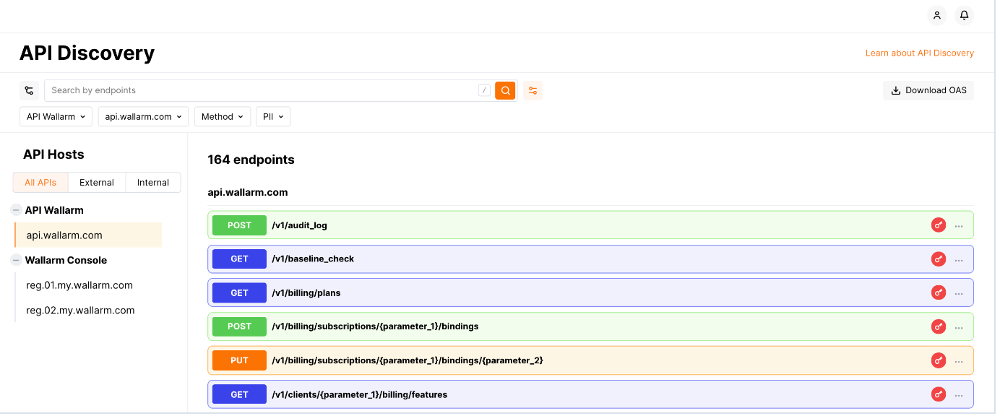 API Discovery
Learn about API Discovery
Search by endpoints
/
Download OAS
API Wallarm
api.wallarm.com
Method
PII
API Hosts
All APIs
External
Internal
API Wallarm
api.wallarm.com
Wallarm Console
reg.01.my.wallarm.com
reg.02.my.wallarm.com
164 endpoints
api.wallarm.com
POST /v1/audit_log
GET /v1/baseline_check
GET /v1/billing/plans
POST /v1/billing/subscriptions/{parameter_1}/bindings
PUT /v1/billing/subscriptions/{parameter_1}/bindings/{parameter_2}
GET /v1/clients/{parameter_1}/billing/features